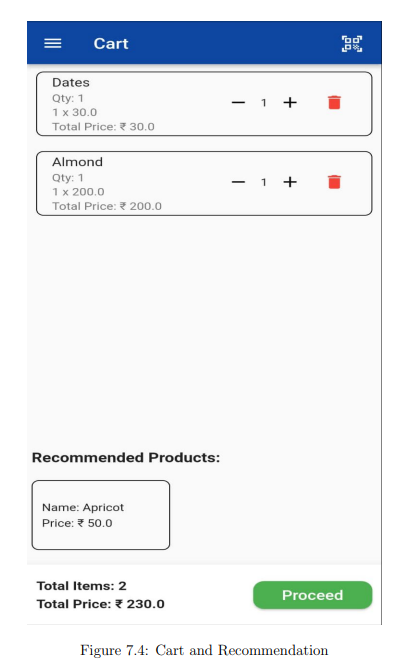 Cart
Dates
Qty: 1
1 x 30.0
Total Price: ₹ 30.0
1
Almond
Qty: 1
1 x 200.0
Total Price: ₹ 200.0
1
Recommended Products:
Name: Apricot
Price: ₹ 50.0
Total Items: 2
Total Price: ₹ 230.0
Proceed
Figure 7.4: Cart and Recommendation